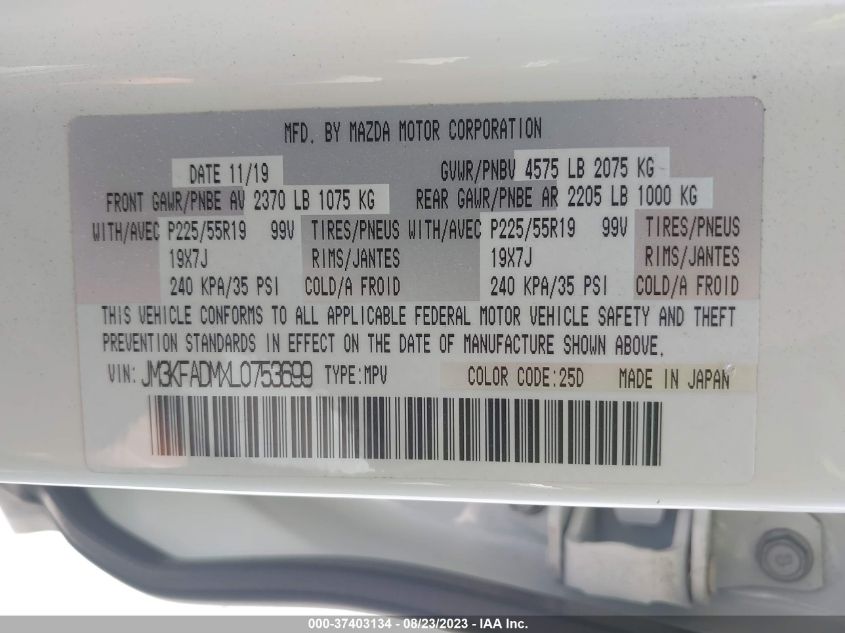 MFD. BY MAZDA MOTOR CORPORATION
DATE 11/19 GVWR/PNBV 4575 LB 2075 KG
FRONT GAWR/PNBE AV 2370 LB 1075 KG REAR GAWR/PNBE AR 2205 LB 1000 KG
WITH/AVEC P225/55R19 99V TIRES/PNEUS WITH/AVEC P225/55R19 99V TIRES/PNEUS
19X7J RIMS/JANTES 19X7J RIMS/JANTES
240 KPA/35 PSI COLD/A FROID 240 KPA/35 PSI COLD/A FROID
THIS VEHICLE CONFORMS TO ALL APPLICABLE FEDERAL MOTOR VEHICLE SAFETY AND THEFT
PREVENTION STANDARDS IN EFFECT ON THE DATE OF MANUFACTURE SHOWN ABOVE.
VIN: JM3KFADMXL0753699 TYPE:MPV COLOR CODE:25D MADE IN JAPAN
000-37403134 - 08/23/2023 - IAA Inc.